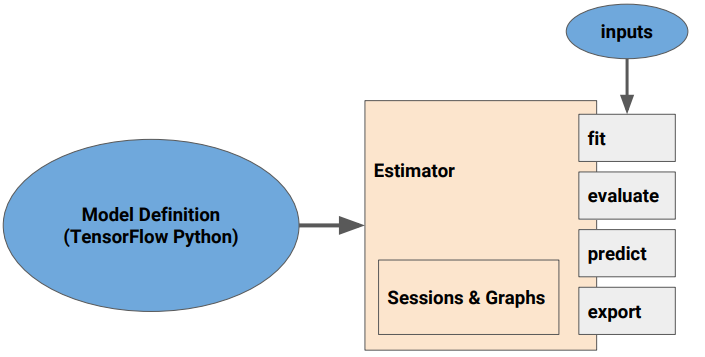 inputs
Model Definition
(TensorFlow Python)
Estimator
Sessions & Graphs
fit
evaluate
predict
export